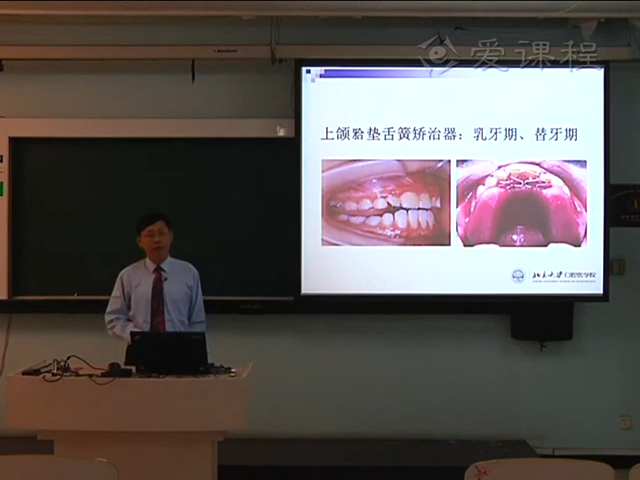 爱课程
上颌𬌗垫舌簧矫治器：乳牙期、替牙期
北京大学口腔医学院